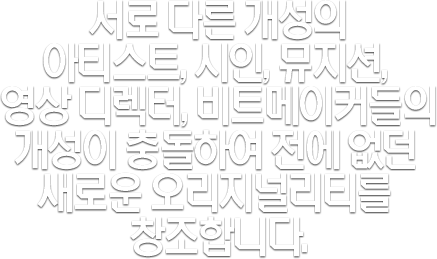 서로 다른 개성의
아티스트, 시인, 뮤지션,
영상 디렉터, 비트메이커들의
개성이 충돌하여 전에 없던
새로운 오리지널리티를
창조합니다.